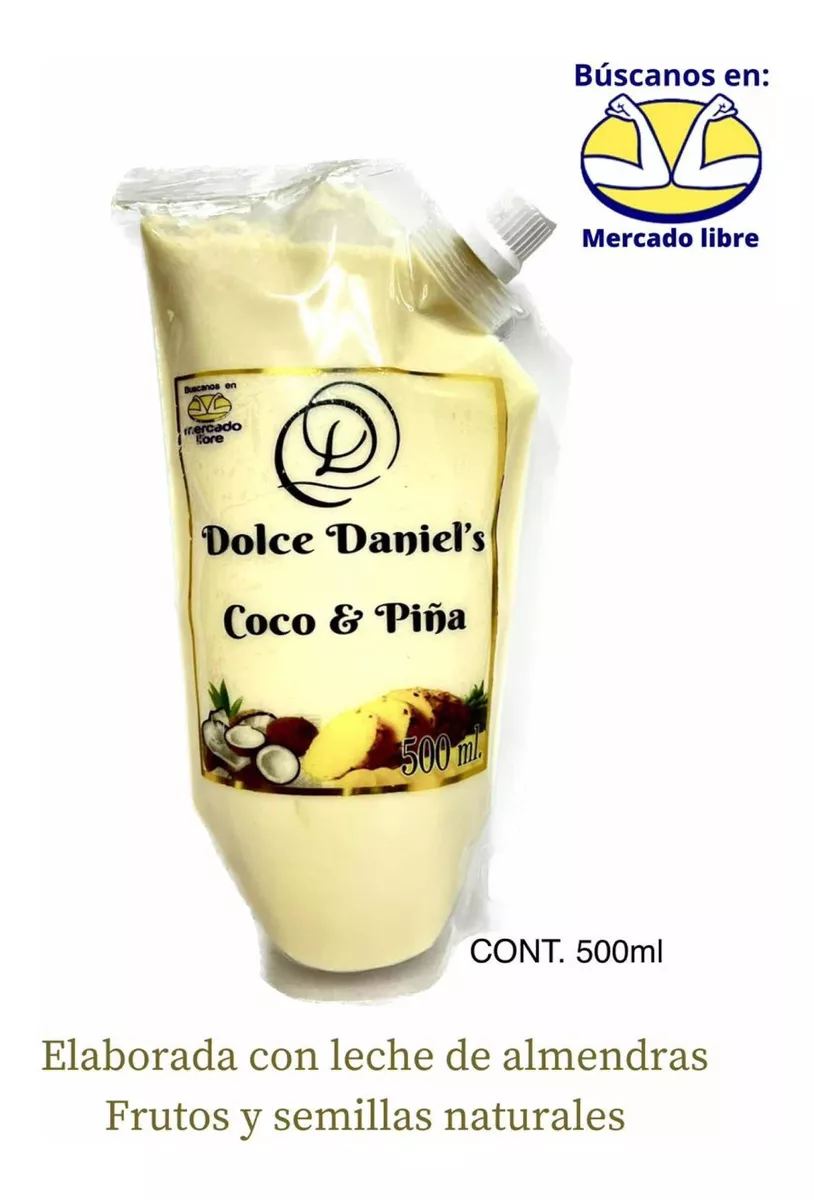 Búscanos en:
Mercado libre
Buscanos en
mercado
libre
D
Dolce Daniel's
Coco & Piña
500 ml.
CONT. 500ml
Elaborada con leche de almendras
Frutos y semillas naturales